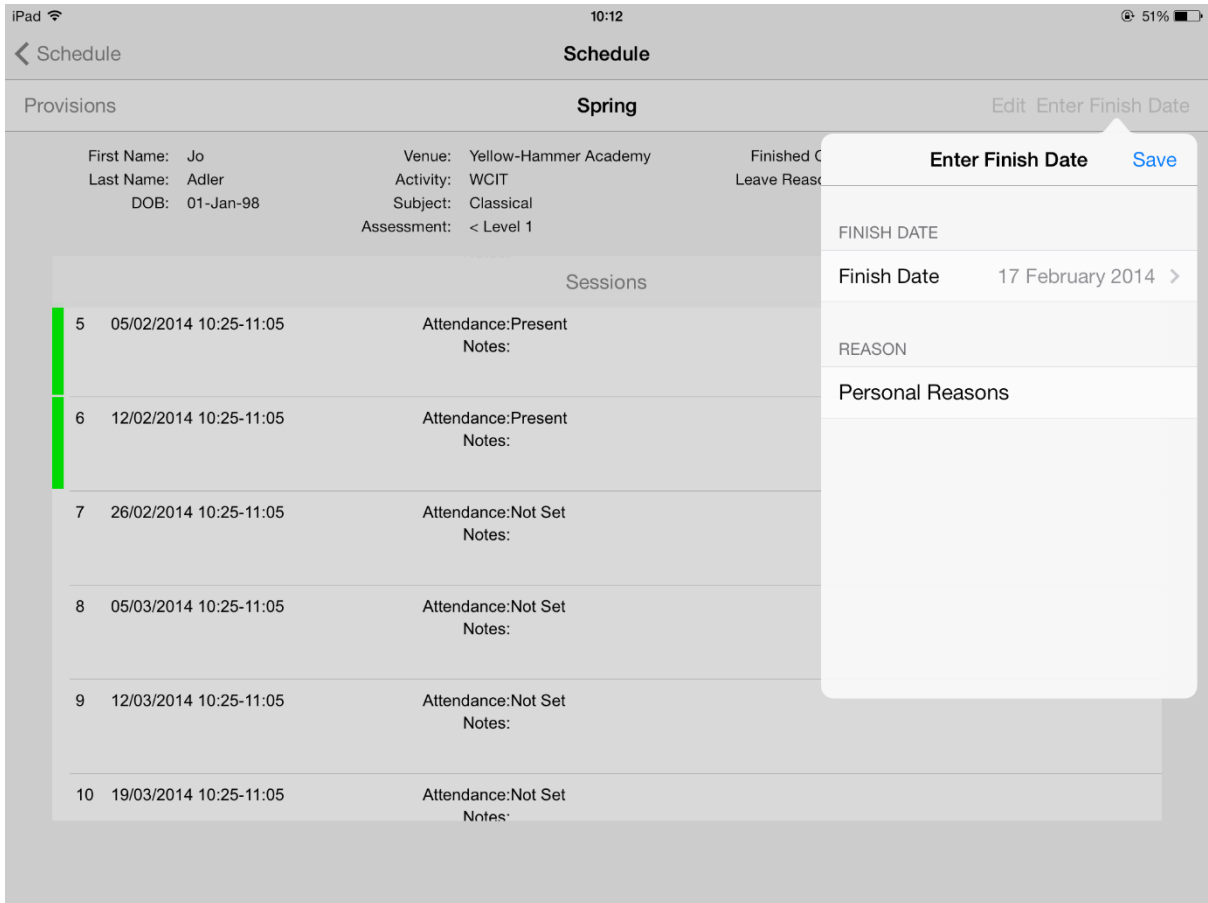 iPad 10:12 51%
Schedule Schedule
Provisions Spring Edit Enter Finish Date
First Name: Jo Venue: Yellow-Hammer Academy Finished
Last Name: Adler Activity: WCIT Leave
DOB: 01-Jan-98 Subject: Classical
Assessment: < Level 1
Enter Finish Date Save
FINISH DATE
Finish Date 17 February 2014
REASON
Personal Reasons
Sessions
5 05/02/2014 10:25-11:05 Attendance:Present
Notes:
6 12/02/2014 10:25-11:05 Attendance:Present
Notes:
7 26/02/2014 10:25-11:05 Attendance:Not Set
Notes:
8 05/03/2014 10:25-11:05 Attendance:Not Set
Notes:
9 12/03/2014 10:25-11:05 Attendance:Not Set
Notes:
10 19/03/2014 10:25-11:05 Attendance:Not Set
Notes: